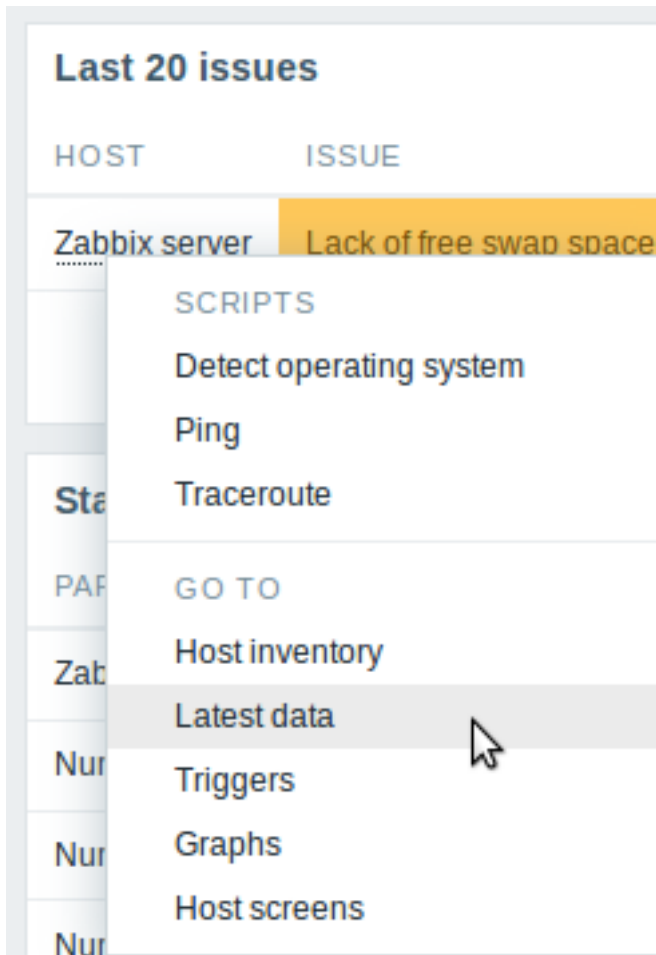 Last 20 issues
HOST ISSUE
Zabbix server Lack of free swap space
SCRIPTS
Detect operating system
Ping
Traceroute
GO TO
Host inventory
Latest data
Triggers
Graphs
Host screens